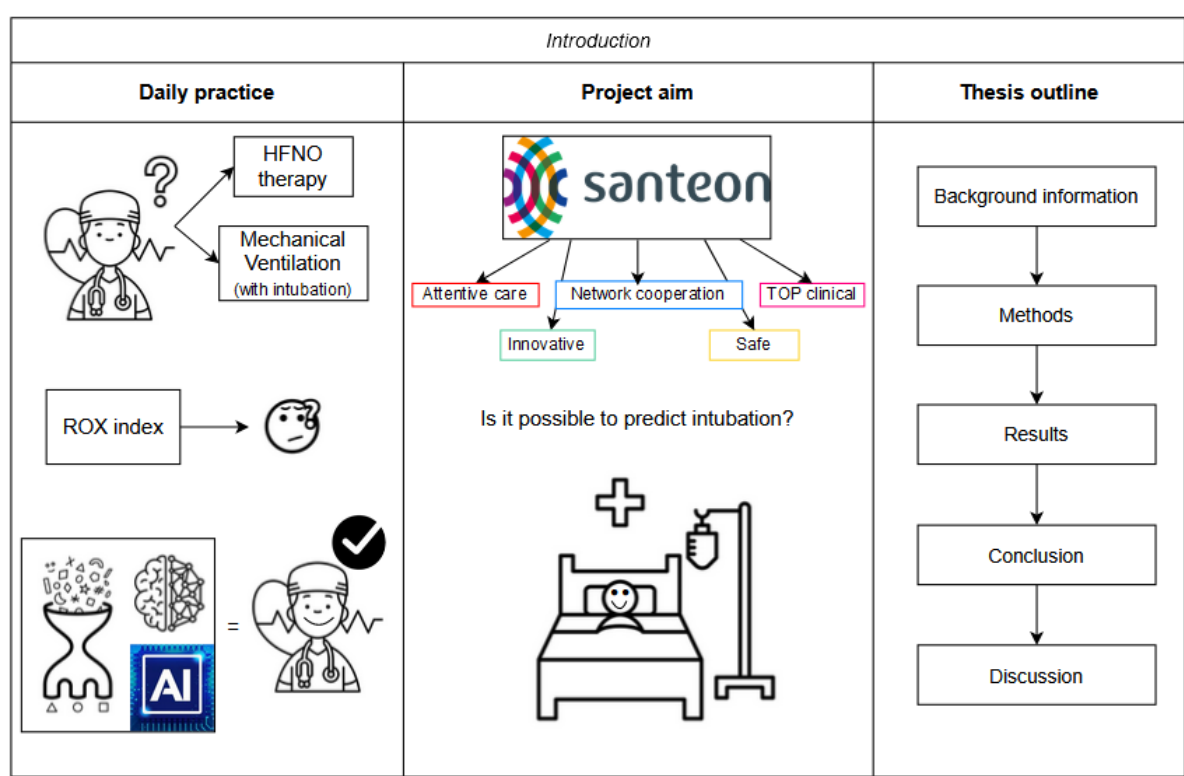 Introduction
Daily practice
Project aim
Thesis outline
?
HFNO
therapy
Mechanical
Ventilation
(with intubation)
ROX index
?
=
AI
santeon
Attentive care
Network cooperation
TOP clinical
Innovative
Safe
Is it possible to predict intubation?
Background information
Methods
Results
Conclusion
Discussion